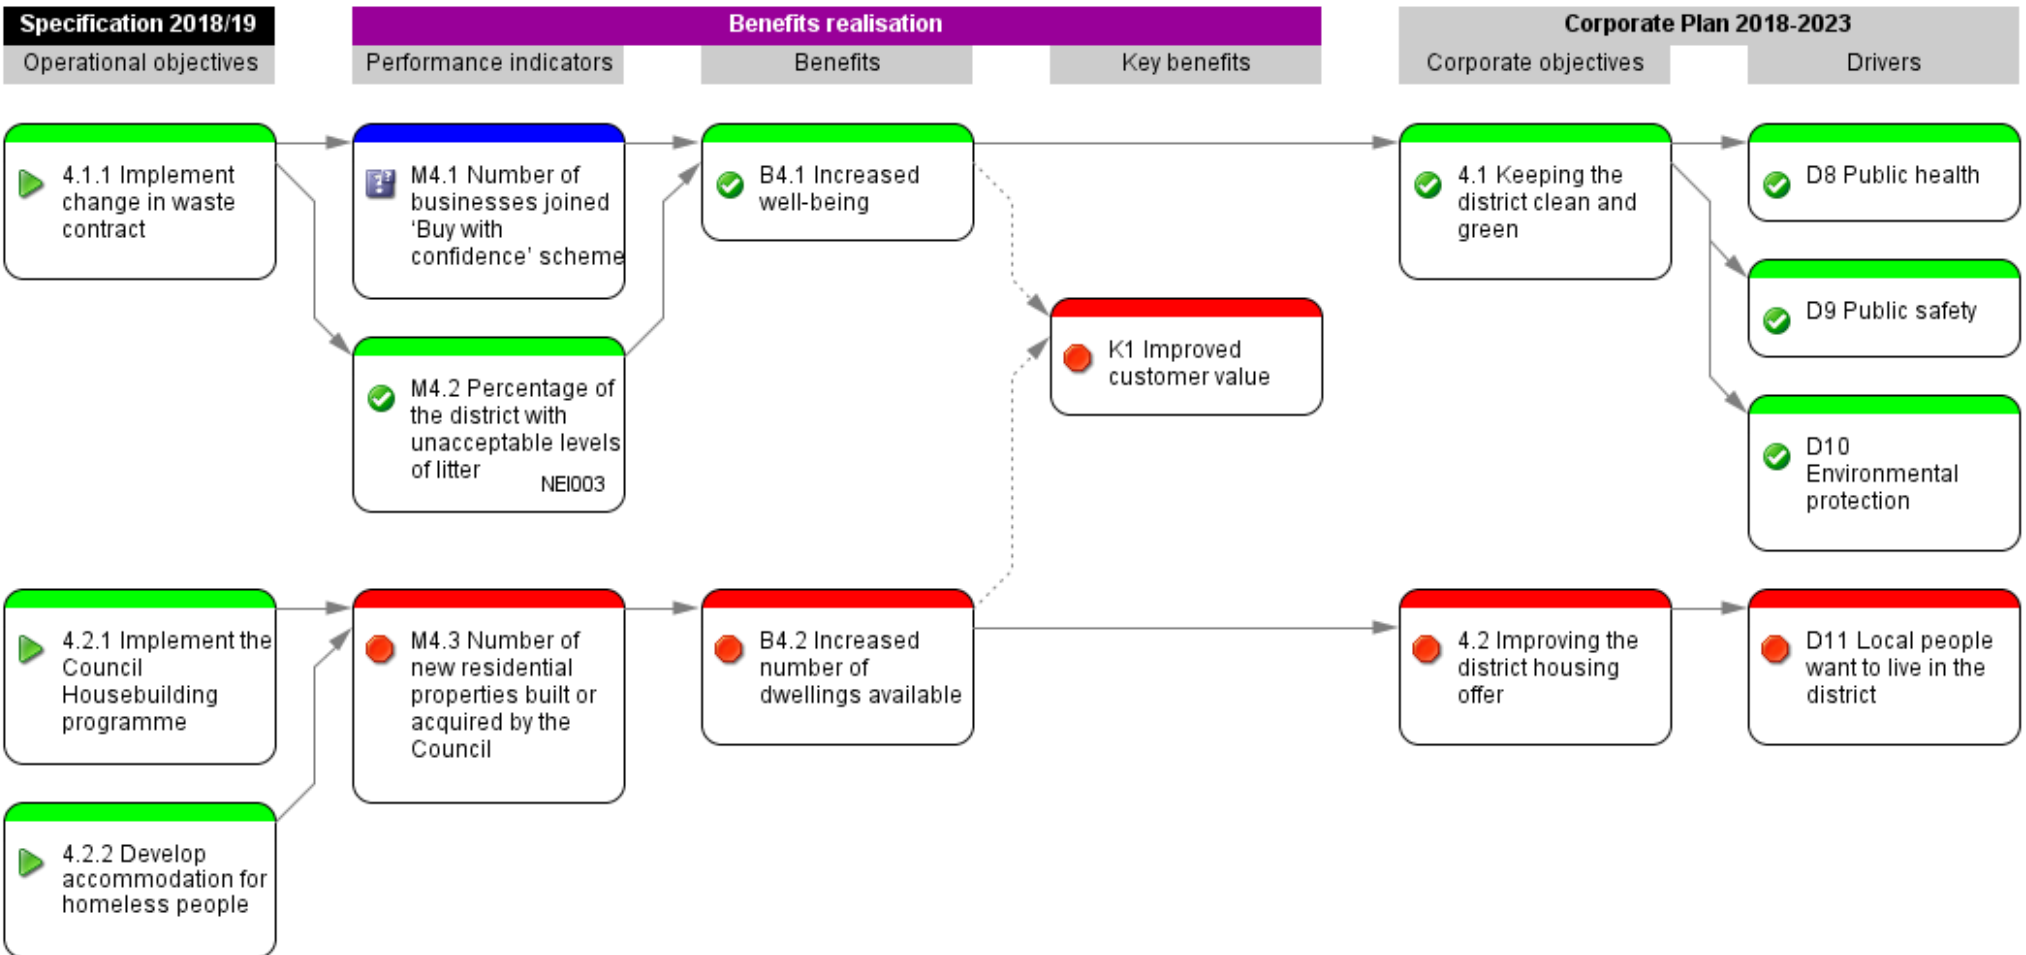 Specification 2018/19
Benefits realisation
Corporate Plan 2018-2023
Operational objectives
Performance indicators
Benefits
Key benefits
Corporate objectives
Drivers
4.1.1 Implement
change in waste
contract
M4.1 Number of
businesses joined
‘Buy with
confidence’ scheme
B4.1 Increased
well-being
4.1 Keeping the
district clean and
green
D8 Public health
D9 Public safety
K1 Improved
customer value
M4.2 Percentage of
the district with
unacceptable levels
of litter
NEI003
D10
Environmental
protection
4.2.1 Implement the
Council
Housebuilding
programme
M4.3 Number of
new residential
properties built or
acquired by the
Council
B4.2 Increased
number of
dwellings available
4.2 Improving the
district housing
offer
D11 Local people
want to live in the
district
4.2.2 Develop
accommodation for
homeless people